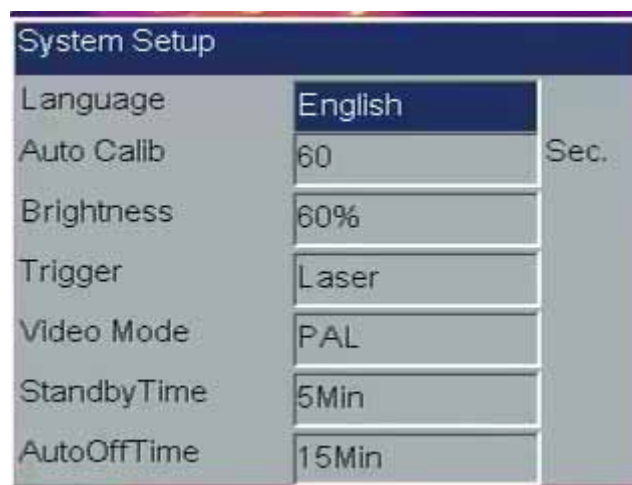 System Setup
Language English
Auto Calib 60 Sec.
Brightness 60%
Trigger Laser
Video Mode PAL
StandbyTime 5Min
AutoOffTime 15Min